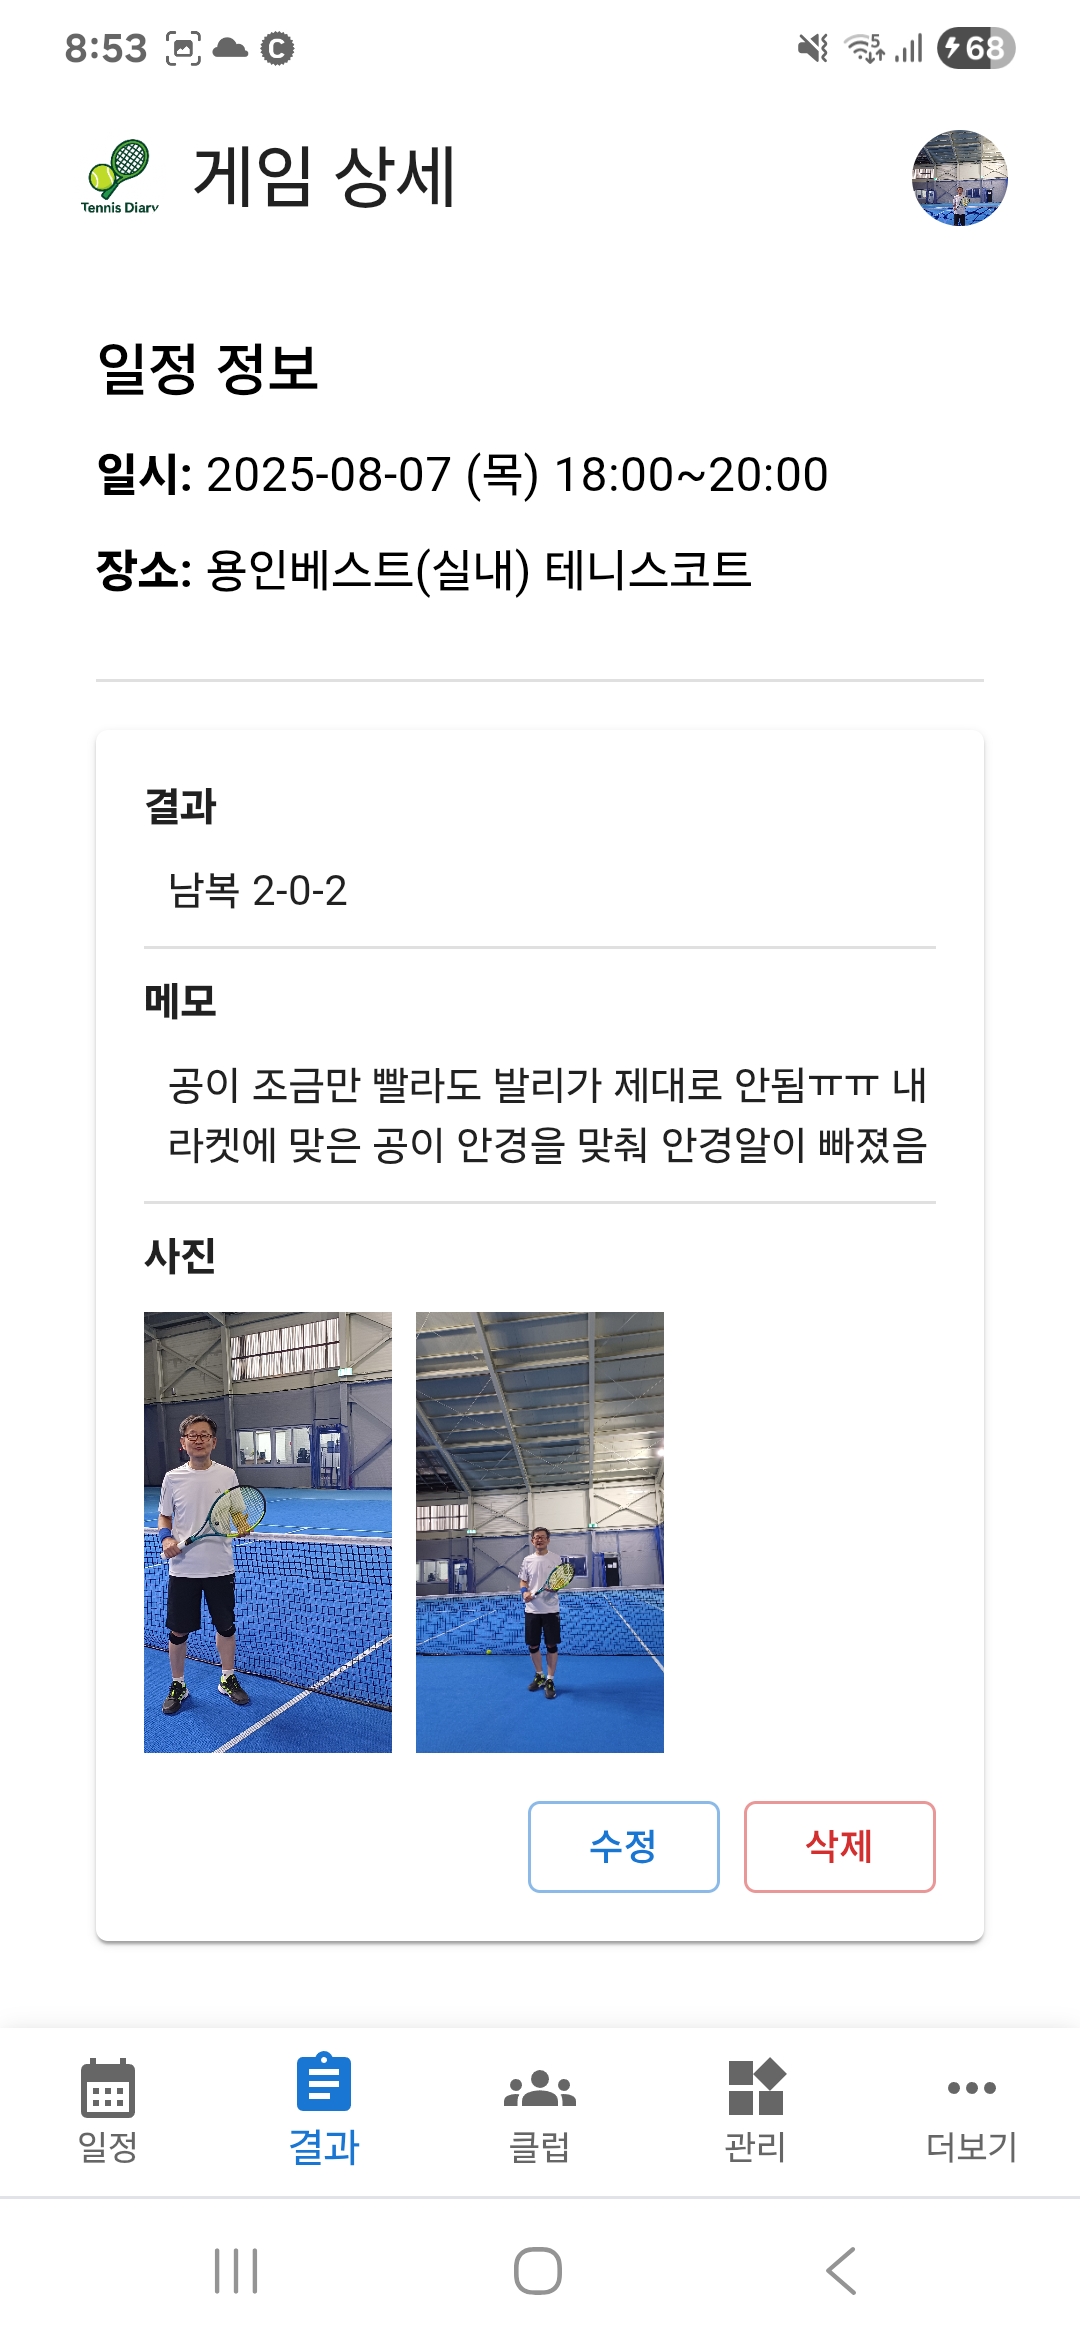 8:53
68
Tennis Diary
게임 상세
일정 정보
일시: 2025-08-07 (목) 18:00~20:00
장소: 용인베스트(실내) 테니스코트
결과
남복 2-0-2
메모
공이 조금만 빨라도 발리가 제대로 안됨ㅠㅠ 내
라켓에 맞은 공이 안경을 맞춰 안경알이 빠졌음
사진
수정
삭제
일정
결과
클럽
관리
더보기